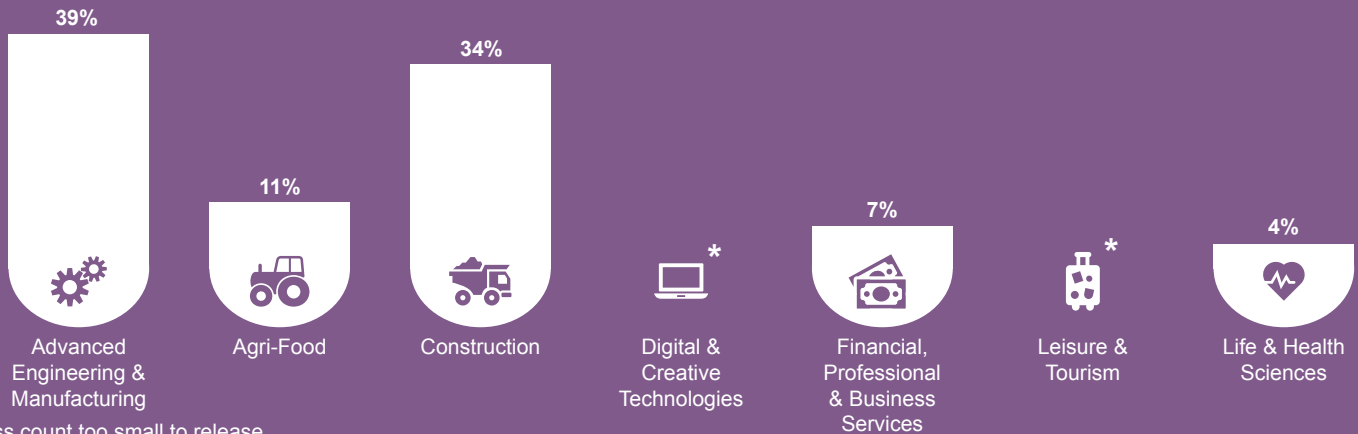 39%
34%
11%
7%
4%
*
*
Advanced
Engineering &
Manufacturing
Agri-Food
Construction
Digital &
Creative
Technologies
Financial,
Professional
& Business
Services
Leisure &
Tourism
Life & Health
Sciences
count too small to release